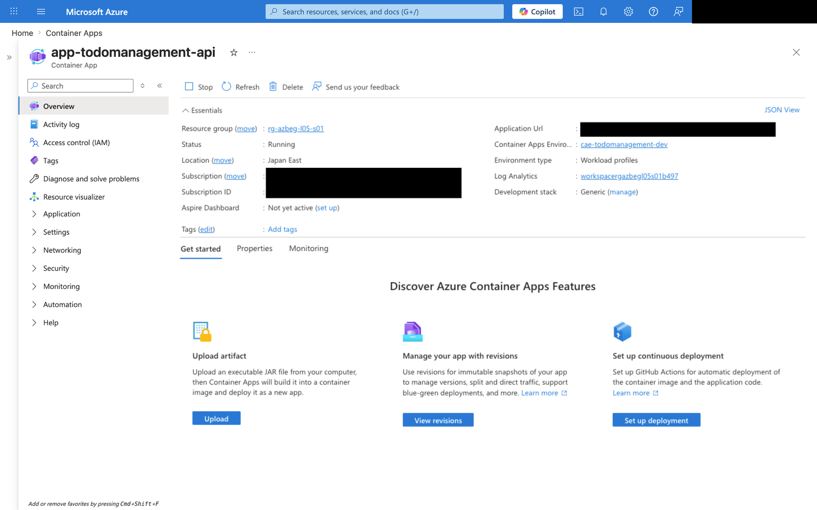 Microsoft Azure
Search resources, services, and docs (G+/)
Copilot
Home > Container Apps
app-todomanagement-api
Container App
Search
Stop
Refresh
Delete
Send us your feedback
Overview
Activity log
Access control (IAM)
Tags
Diagnose and solve problems
Resource visualizer
Application
Settings
Networking
Security
Monitoring
Automation
Help
Essentials
JSON View
Resource group (move) : rg-azbeg-l05-s01
Status : Running
Location (move) : Japan East
Subscription (move) :
Subscription ID :
Aspire Dashboard : Not yet active (set up)
Application Url :
Container Apps Enviro... : cae-todomanagement-dev
Environment type : Workload profiles
Log Analytics : workspacergazbegl05s01b497
Development stack : Generic (manage)
Tags (edit) : Add tags
Get started
Properties
Monitoring
Discover Azure Container Apps Features
Upload artifact
Upload an executable JAR file from your computer,
then Container Apps will build it into a container
image and deploy it as a new app.
Upload
Manage your app with revisions
Use revisions for immutable snapshots of your app
to manage versions, split and direct traffic, support
blue-green deployments, and more. Learn more
View revisions
Set up continuous deployment
Set up GitHub Actions for automatic deployment of
the container image and the application code.
Learn more
Set up deployment
Add or remove favorites by pressing Cmd+Shift+F